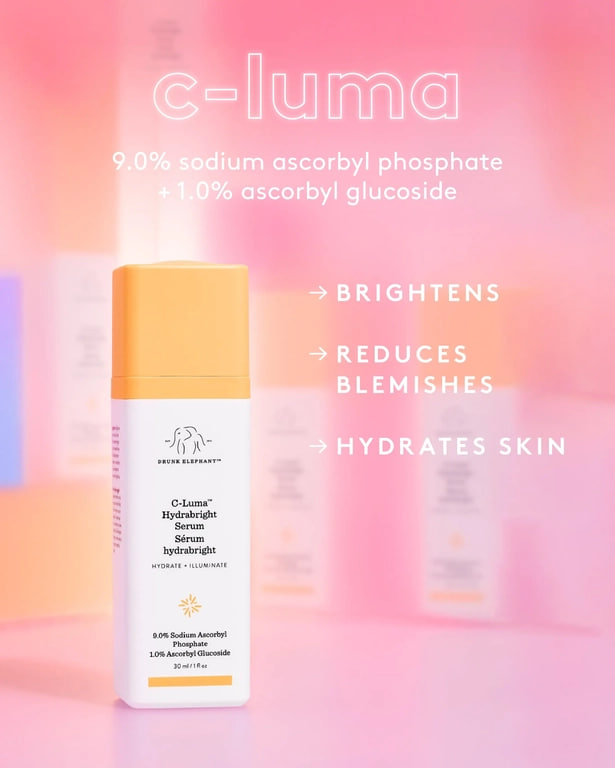 c-luma
9.0% sodium ascorbyl phosphate
+ 1.0% ascorbyl glucoside
→ BRIGHTENS
→ REDUCES
BLEMISHES
→ HYDRATES SKIN
DRUNK ELEPHANT™
C-Luma™
Hydrabright
Serum
Sérum
hydrabright
HYDRATE • ILLUMINATE
9.0% Sodium Ascorbyl
Phosphate
1.0% Ascorbyl Glucoside
30 ml / 1 fl oz